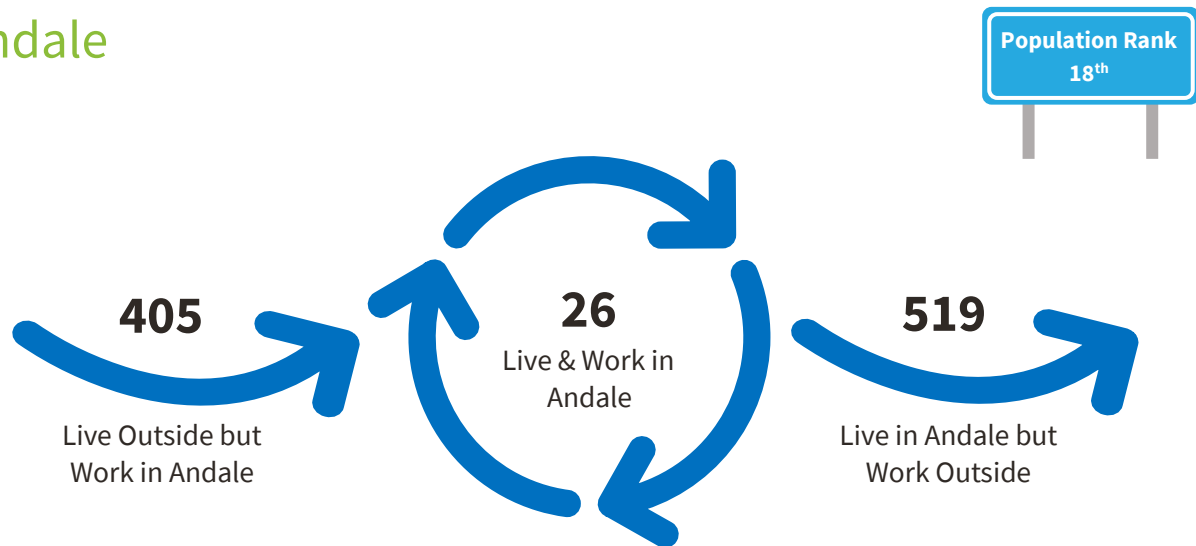 ndale
Population Rank
18th
405
Live Outside but
Work in Andale
26
Live & Work in
Andale
519
Live in Andale but
Work Outside